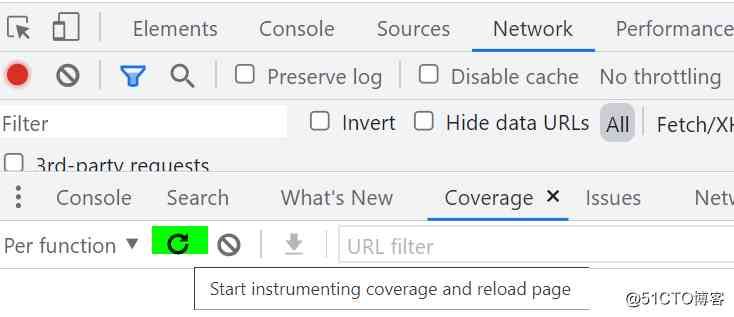 Elements Console Sources Network Performance
Preserve log Disable cache No throttling
Filter Invert Hide data URLs All Fetch/XH
3rd-party requests
Console Search What's New Coverage × Issues Netw
Per function ▼ URL filter
Start instrumenting coverage and reload page
@51CTO博客